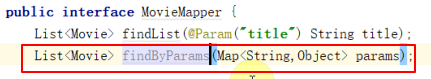 public interface MovieMapper {
List<Movie> findList(@Param("title") String title);
List<Movie> findByParams(Map<String,Object> params);